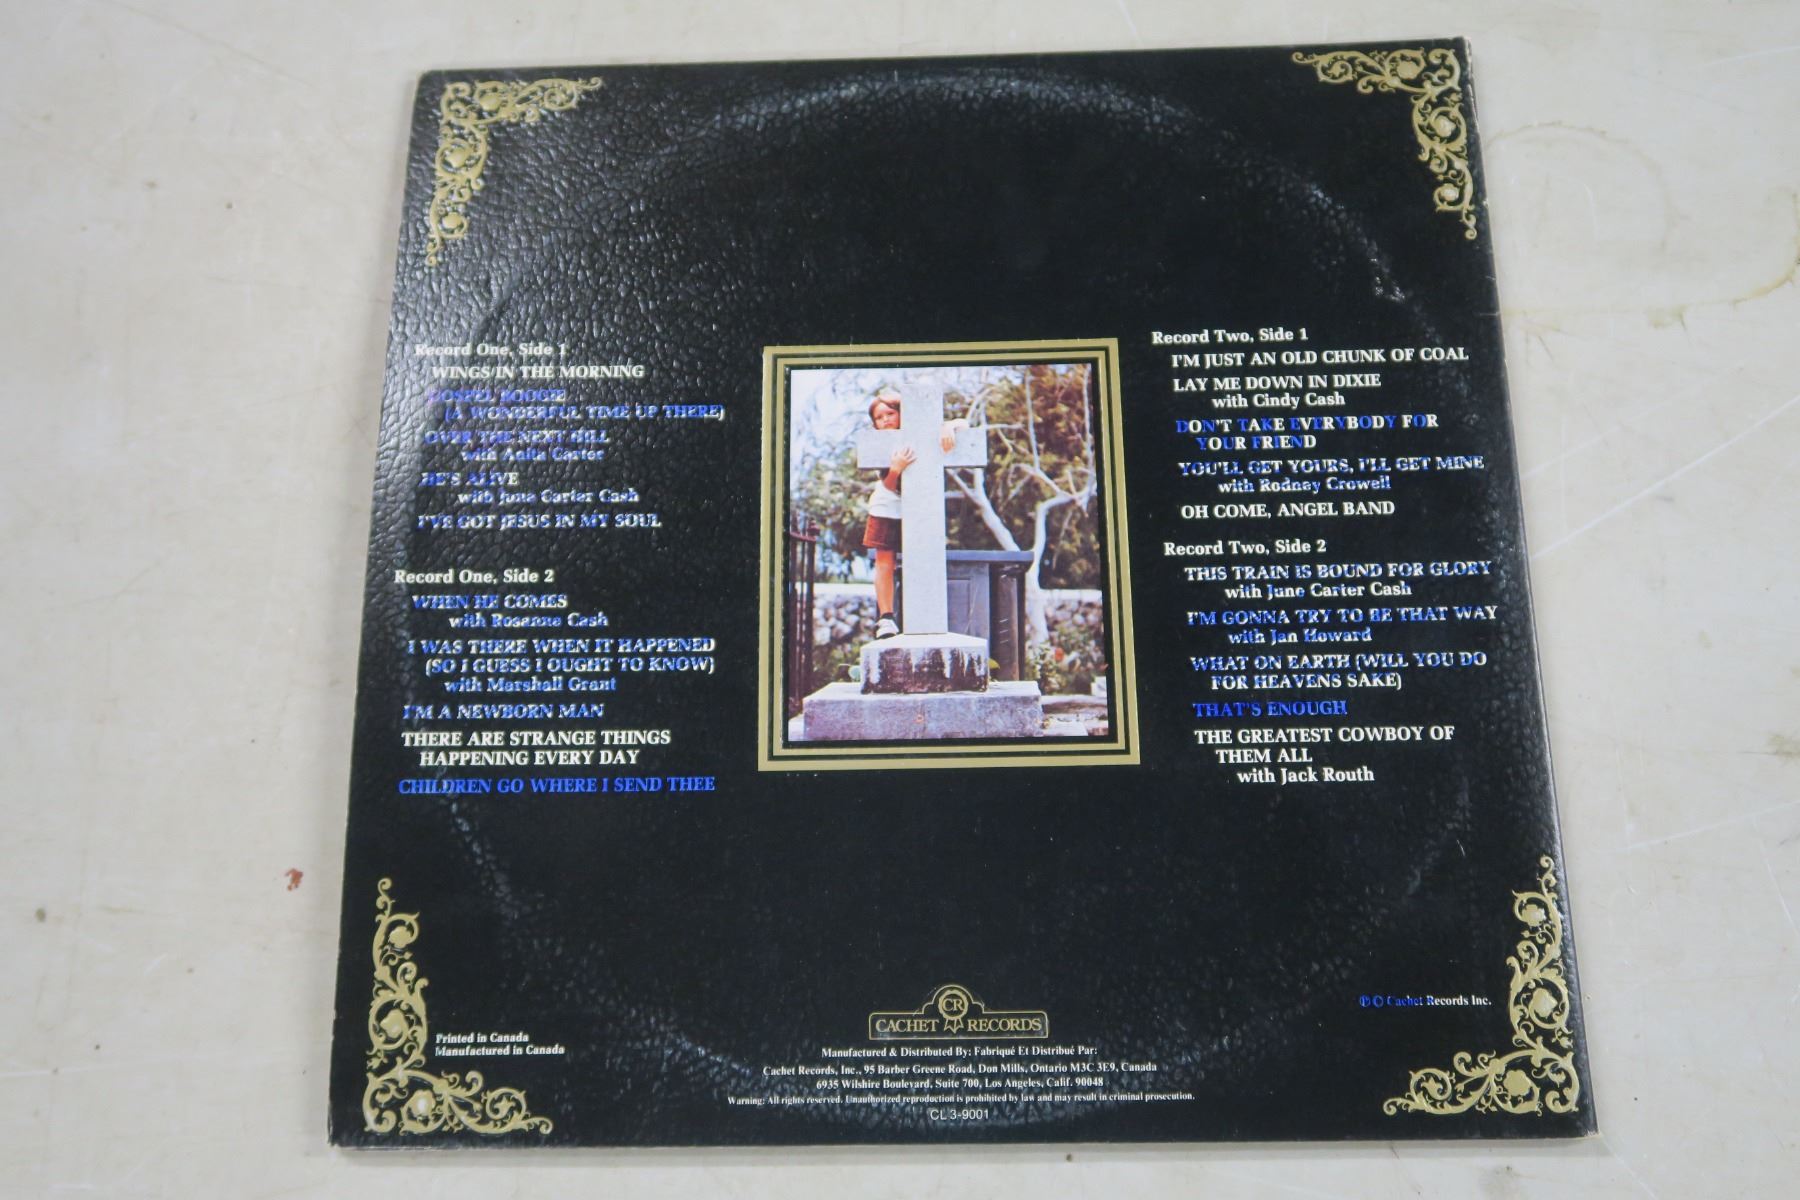 Record One, Side 1
WINGS IN THE MORNING
GOSPEL BOOGIE
(A WONDERFUL TIME UP THERE)
OVER THE NEXT HILL
with Anita Carter
HE'S ALIVE
with June Carter Cash
I'VE GOT JESUS IN MY SOUL
Record One, Side 2
WHEN HE COMES
with Rosanne Cash
I WAS THERE WHEN IT HAPPENED
(SO I GUESS I OUGHT TO KNOW)
with Marshall Grant
I'M A NEWBORN MAN
THERE ARE STRANGE THINGS
HAPPENING EVERY DAY
CHILDREN GO WHERE I SEND THEE
Record Two, Side 1
I'M JUST AN OLD CHUNK OF COAL
LAY ME DOWN IN DIXIE
with Cindy Cash
DON'T TAKE EVERYBODY FOR
YOUR FRIEND
YOU'LL GET YOURS, I'LL GET MINE
with Rodney Crowell
OH COME, ANGEL BAND
Record Two, Side 2
THIS TRAIN IS BOUND FOR GLORY
with June Carter Cash
I'M GONNA TRY TO BE THAT WAY
with Jan Howard
WHAT ON EARTH (WILL YOU DO
FOR HEAVENS SAKE)
THAT'S ENOUGH
THE GREATEST COWBOY OF
THEM ALL
with Jack Routh
Printed in Canada
Manufactured in Canada
CR
CACHET RECORDS
Manufactured & Distributed By: Fabriqué Et Distribué Par:
Cachet Records, Inc., 95 Barber Greene Road, Don Mills, Ontario M3C 3E9, Canada
6935 Wilshire Boulevard, Suite 700, Los Angeles, Calif. 90048
Warning: All rights reserved. Unauthorized reproduction is prohibited by law and may result in criminal prosecution.
CL 3-9001
℗ © Cachet Records Inc.